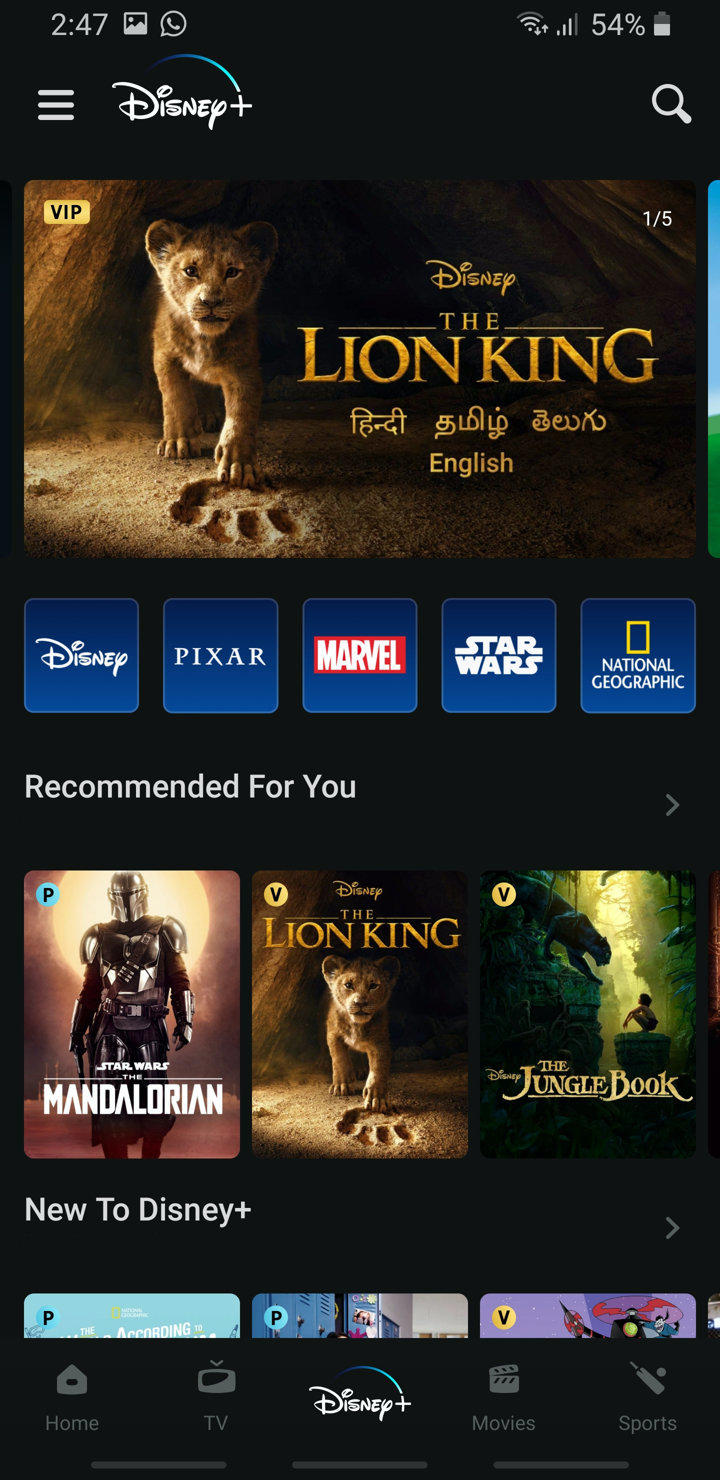 2:47
54%
Disney+
VIP
1/5
Disney
THE
LION KING
हिन्दी தமிழ் తెలుగు
English
Disney
PIXAR
MARVEL
STAR WARS
NATIONAL GEOGRAPHIC
Recommended For You
P
STAR WARS
THE
MANDALORIAN
V
Disney
THE
LION KING
V
Disney
THE
JUNGLE BOOK
New To Disney+
P
NATIONAL GEOGRAPHIC
THE
ACCORDING TO
P
V
Home
TV
Disney+
Movies
Sports